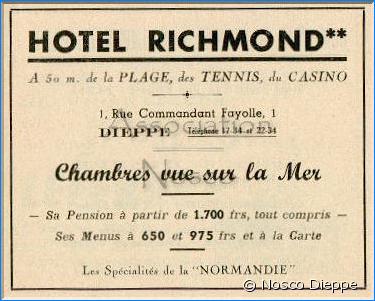 HOTEL RICHMOND**
A 50 m. de la PLAGE, des TENNIS, du CASINO
1, Rue Commandant Fayolle, 1
Association
DIEPPE Téléphone 17-34 et 22-34
Chambres vue sur la Mer
Nosco
— Sa Pension à partir de 1.700 frs, tout compris —
Ses Menus à 650 et 975 frs et à la Carte
Les Spécialités de la "NORMANDIE"
© Nosco Dieppe